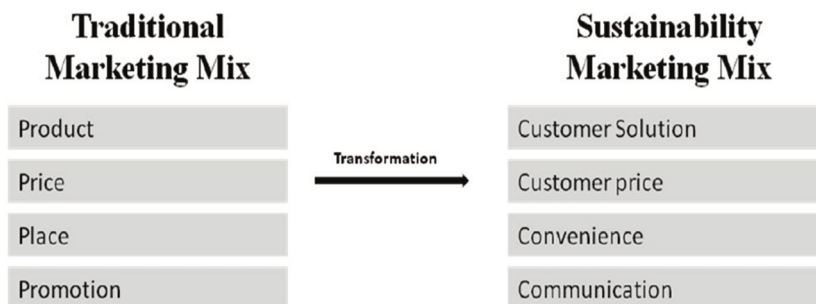 Traditional
Marketing Mix
Product
Price
Place
Promotion
Transformation
Sustainability
Marketing Mix
Customer Solution
Customer price
Convenience
Communication